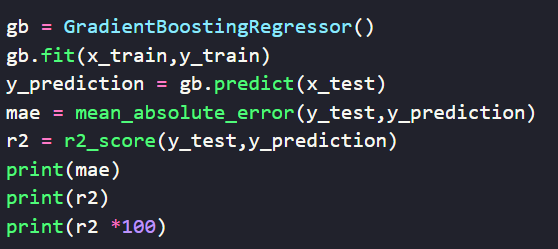 gb = GradientBoostingRegressor()
gb.fit(x_train,y_train)
y_prediction = gb.predict(x_test)
mae = mean_absolute_error(y_test,y_prediction)
r2 = r2_score(y_test,y_prediction)
print(mae)
print(r2)
print(r2 *100)